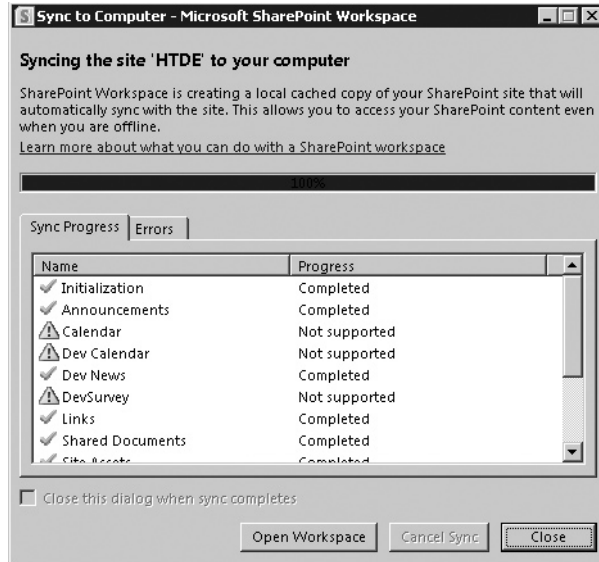 Sync to Computer - Microsoft SharePoint Workspace
Syncing the site 'HTDE' to your computer
SharePoint Workspace is creating a local cached copy of your SharePoint site that will
automatically sync with the site. This allows you to access your SharePoint content even
when you are offline.
Learn more about what you can do with a SharePoint workspace
100%
Sync Progress Errors
Name Progress
Initialization Completed
Announcements Completed
Calendar Not supported
Dev Calendar Not supported
Dev News Completed
DevSurvey Not supported
Links Completed
Shared Documents Completed
Site Assets Completed
Close this dialog when sync completes
Open Workspace Cancel Sync Close